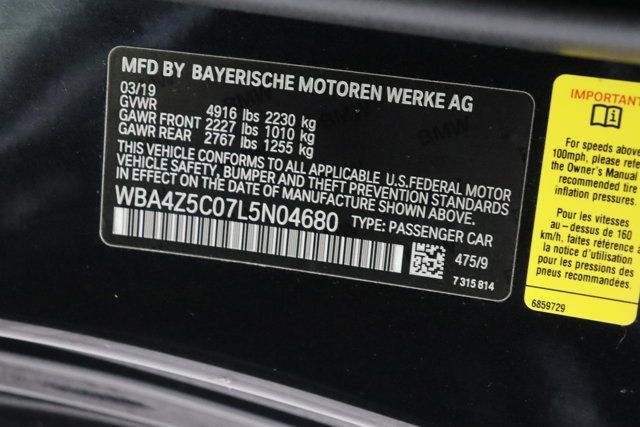 MFD BY BAYERISCHE MOTOREN WERKE AG
03/19
GVWR 4916 lbs 2230 kg
GAWR FRONT 2227 lbs 1010 kg
GAWR REAR 2767 lbs 1255 kg
THIS VEHICLE CONFORMS TO ALL APPLICABLE U.S.FEDERAL MOTOR
VEHICLE SAFETY, BUMPER AND THEFT PREVENTION STANDARDS
IN EFFECT ON THE DATE OF MANUFACTURE SHOWN ABOVE.
WBA4Z5C07L5N04680 TYPE: PASSENGER CAR
475/9
7 315 814
IMPORTANT
For speeds above
100mph, please refe
the Owner's Manual
recommended tire
inflation pressures.
Pour les vitesses
au - dessus de 160
km/h, faites référence à
la notice d'utilisation
pour les pressions des
pneus recommandées.
6859729
BMW